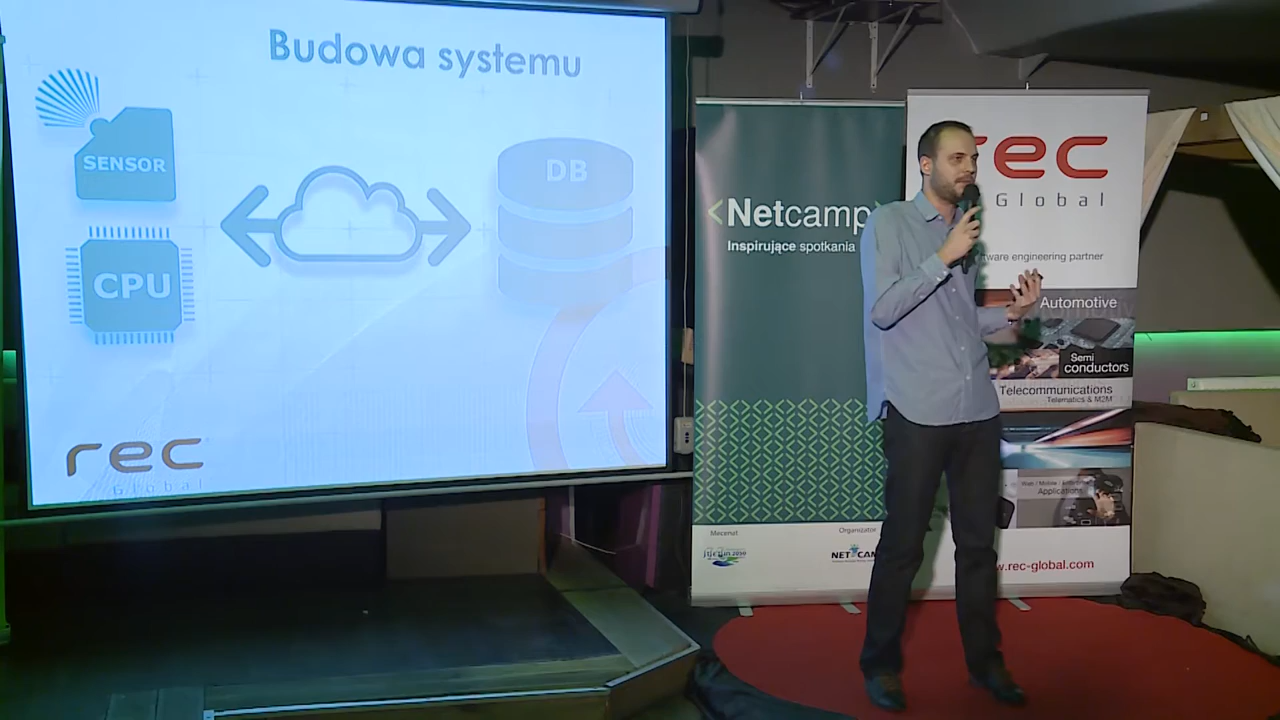 Budowa systemu
SENSOR
CPU
DB
rec
Global
<Netcamp
Inspirujące spotkania
Mecenat
Organizator
rec
Global
engineering partner
Automotive
Semi
conductors
Telecommunications
Telematics & M2M
Applications
.rec-global.com